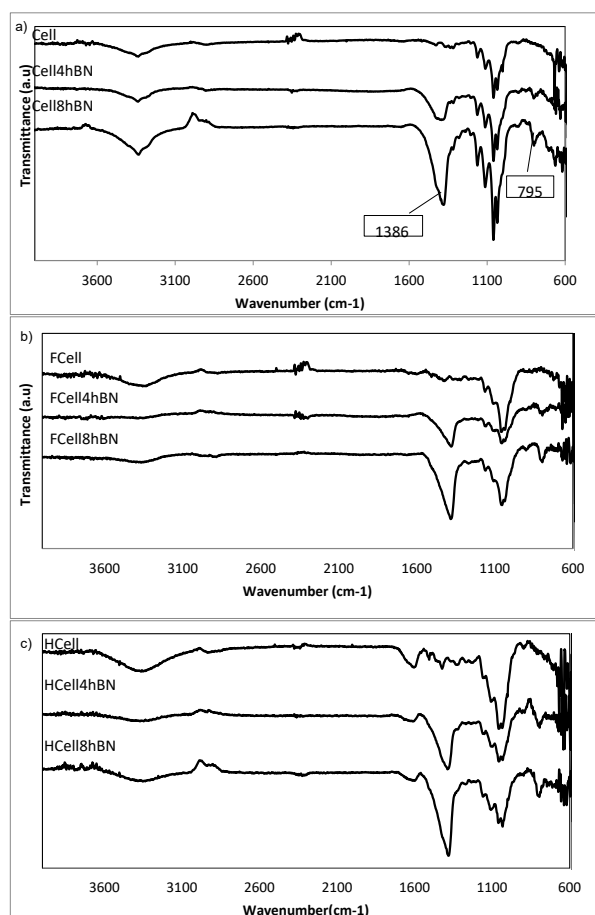 a)
Cell
Cell4hBN
Cell8hBN
Transmittance (a.u)
1386
795
3600 3100 2600 2100 1600 1100 600
Wavenumber (cm-1)
b)
FCell
FCell4hBN
FCell8hBN
Transmittance (a.u)
3600 3100 2600 2100 1600 1100 600
Wavenumber (cm-1)
c)
HCell
HCell4hBN
HCell8hBN
3600 3100 2600 2100 1600 1100 600
Wavenumber(cm-1)